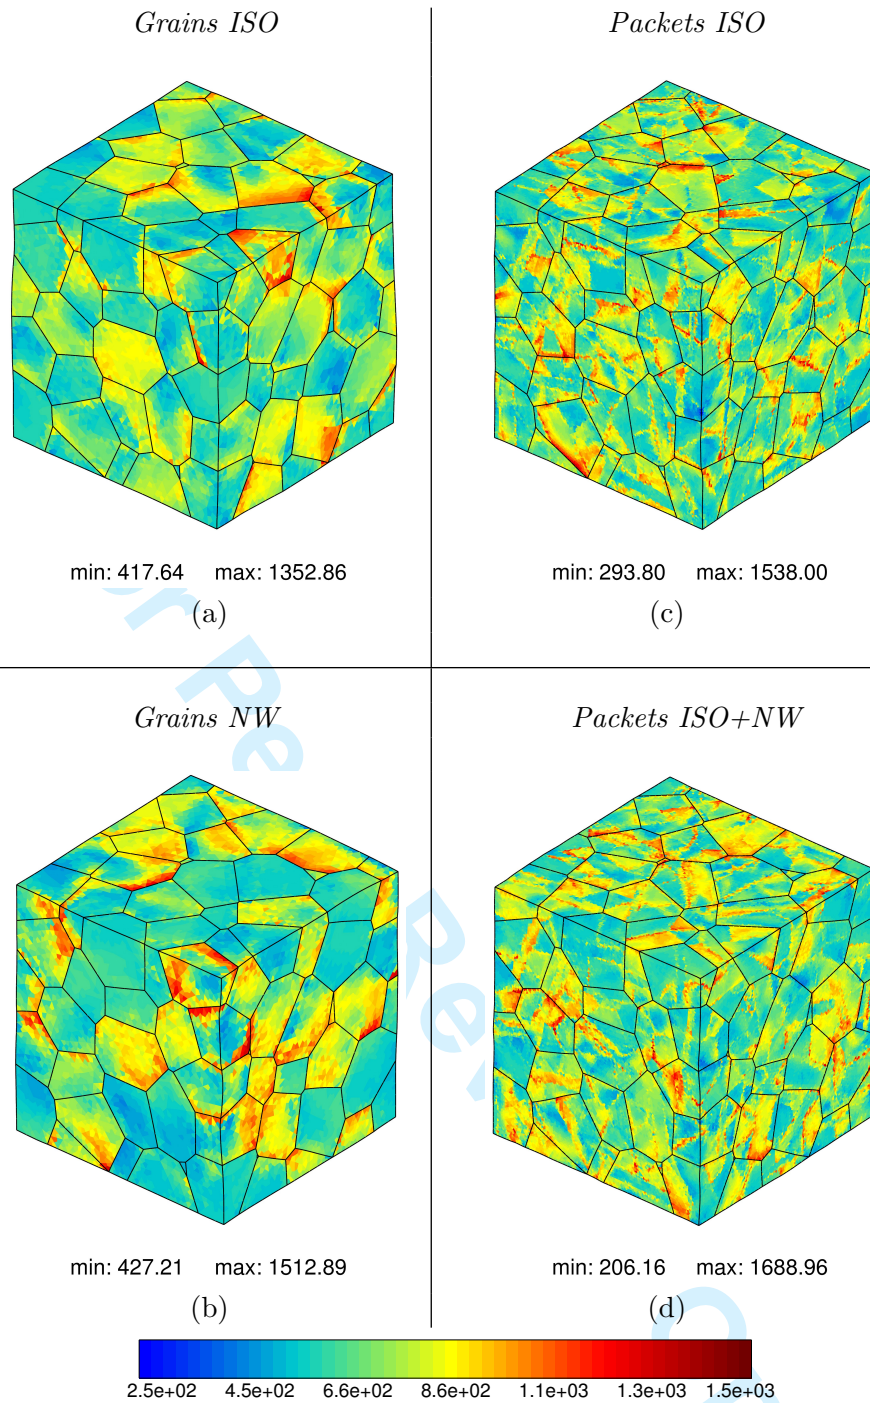 Grains ISO
Packets ISO
min: 417.64 max: 1352.86
min: 293.80 max: 1538.00
(a)
(c)
Grains NW
Packets ISO+NW
min: 427.21 max: 1512.89
min: 206.16 max: 1688.96
(b)
(d)
2.5e+02 4.5e+02 6.6e+02 8.6e+02 1.1e+03 1.3e+03 1.5e+03